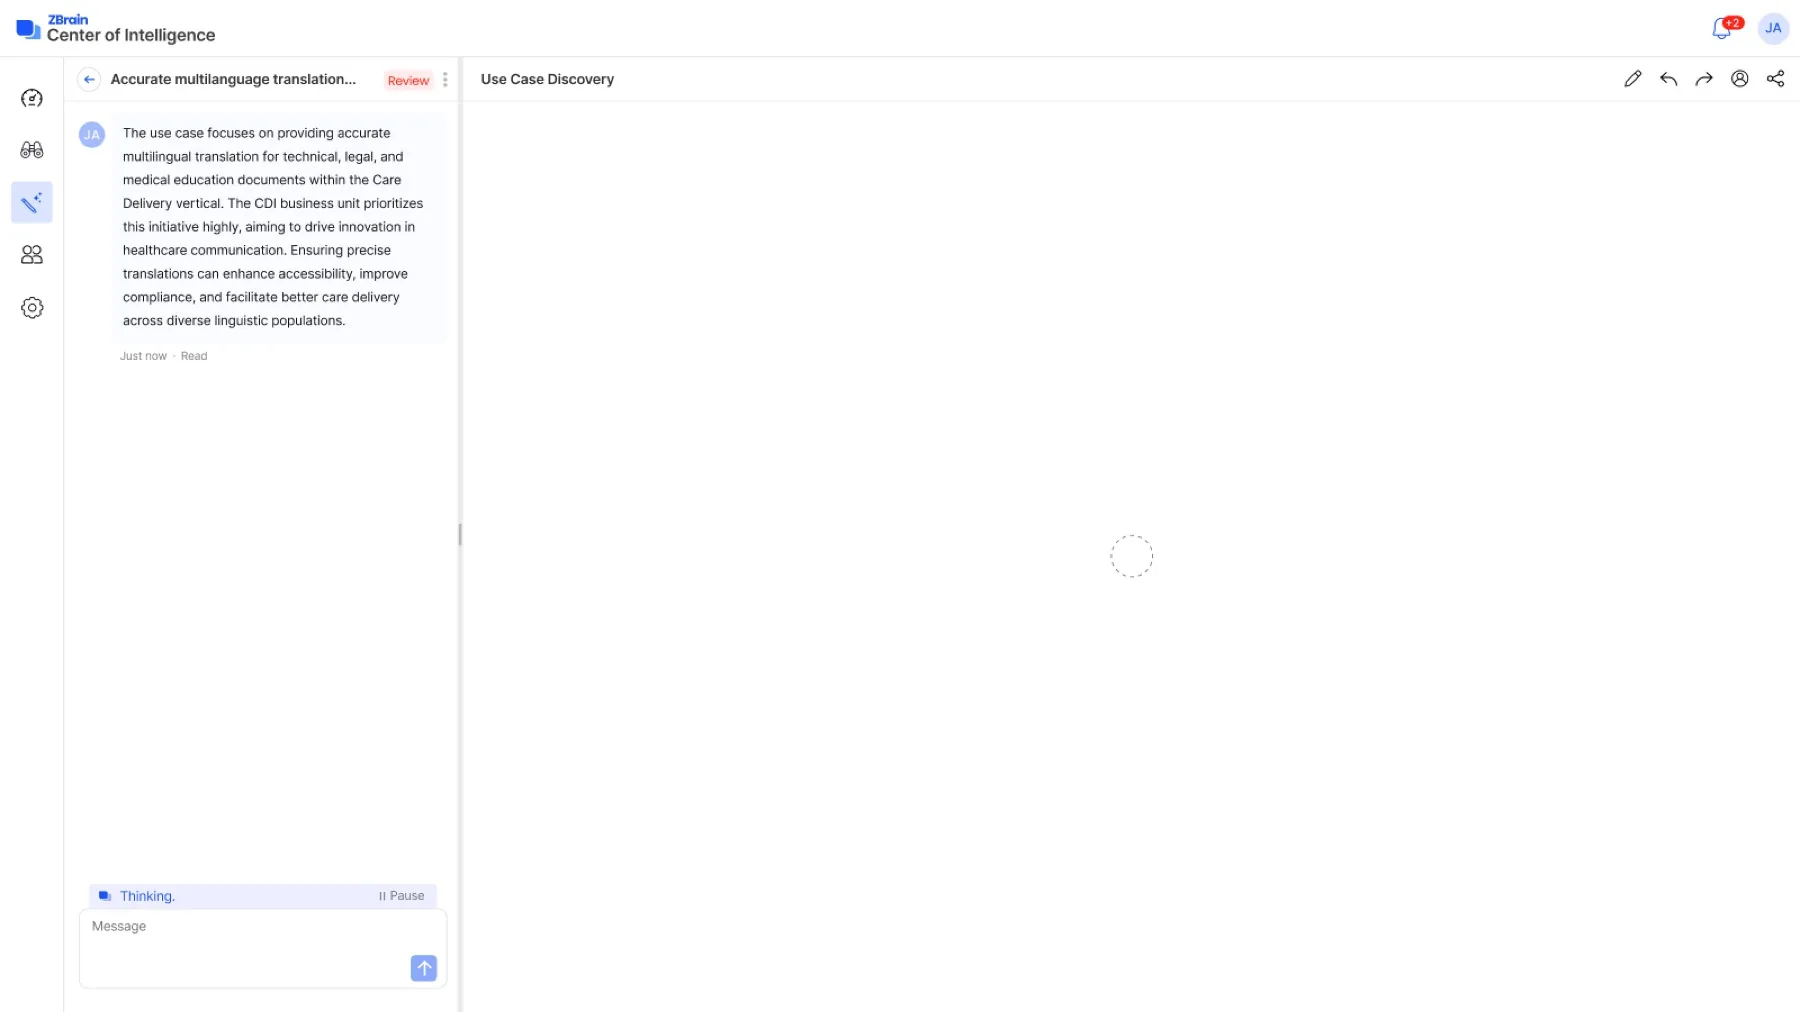 ZBrain
Center of Intelligence
+2
JA
Accurate multilanguage translation...
Review
Use Case Discovery
JA
The use case focuses on providing accurate
multilingual translation for technical, legal, and
medical education documents within the Care
Delivery vertical. The CDI business unit prioritizes
this initiative highly, aiming to drive innovation in
healthcare communication. Ensuring precise
translations can enhance accessibility, improve
compliance, and facilitate better care delivery
across diverse linguistic populations.
Just now · Read
Thinking.
Pause
Message